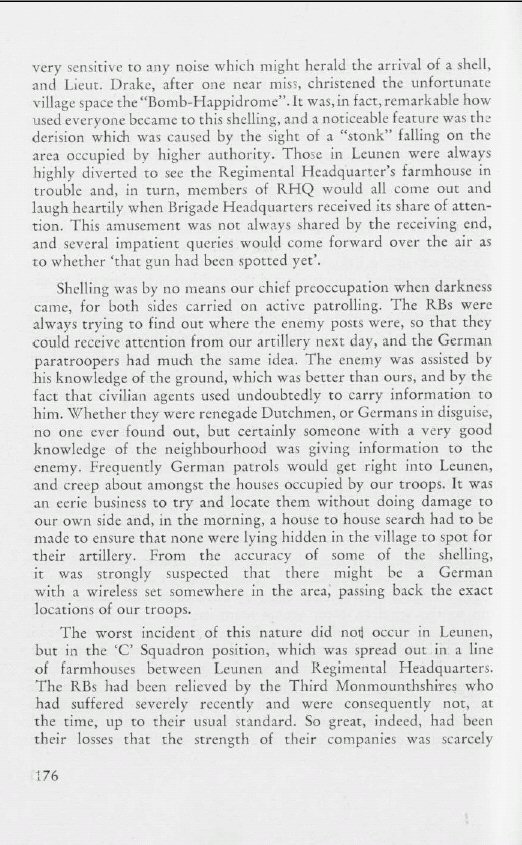 very sensitive to any noise which might herald the arrival of a shell,
and Lieut. Drake, after one near miss, christened the unfortunate
village space the “Bomb-Happidrome”. It was, in fact, remarkable how
used everyone became to this shelling, and a noticeable feature was the
derision which was caused by the sight of a “stonk” falling on the
area occupied by higher authority. Those in Leunen were always
highly diverted to see the Regimental Headquarter’s farmhouse in
trouble and, in turn, members of RHQ would all come out and
laugh heartily when Brigade Headquarters received its share of atten-
tion. This amusement was not always shared by the receiving end,
and several impatient queries would come forward over the air as
to whether ‘that gun had been spotted yet’.
Shelling was by no means our chief preoccupation when darkness
came, for both sides carried on active patrolling. The RBs were
always trying to find out where the enemy posts were, so that they
could receive attention from our artillery next day, and the German
paratroopers had much the same idea. The enemy was assisted by
his knowledge of the ground, which was better than ours, and by the
fact that civilian agents used undoubtedly to carry information to
him. Whether they were renegade Dutchmen, or Germans in disguise,
no one ever found out, but certainly someone with a very good
knowledge of the neighbourhood was giving information to the
enemy. Frequently German patrols would get right into Leunen,
and creep about amongst the houses occupied by our troops. It was
an eerie business to try and locate them without doing damage to
our own side and, in the morning, a house to house search had to be
made to ensure that none were lying hidden in the village to spot for
their artillery. From the accuracy of some of the shelling,
it was strongly suspected that there might be a German
with a wireless set somewhere in the area, passing back the exact
locations of our troops.
The worst incident of this nature did not occur in Leunen,
but in the ‘C’ Squadron position, which was spread out in a line
of farmhouses between Leunen and Regimental Headquarters.
The RBs had been relieved by the Third Monmounthshires who
had suffered severely recently and were consequently not, at
the time, up to their usual standard. So great, indeed, had been
their losses that the strength of their companies was scarcely
176